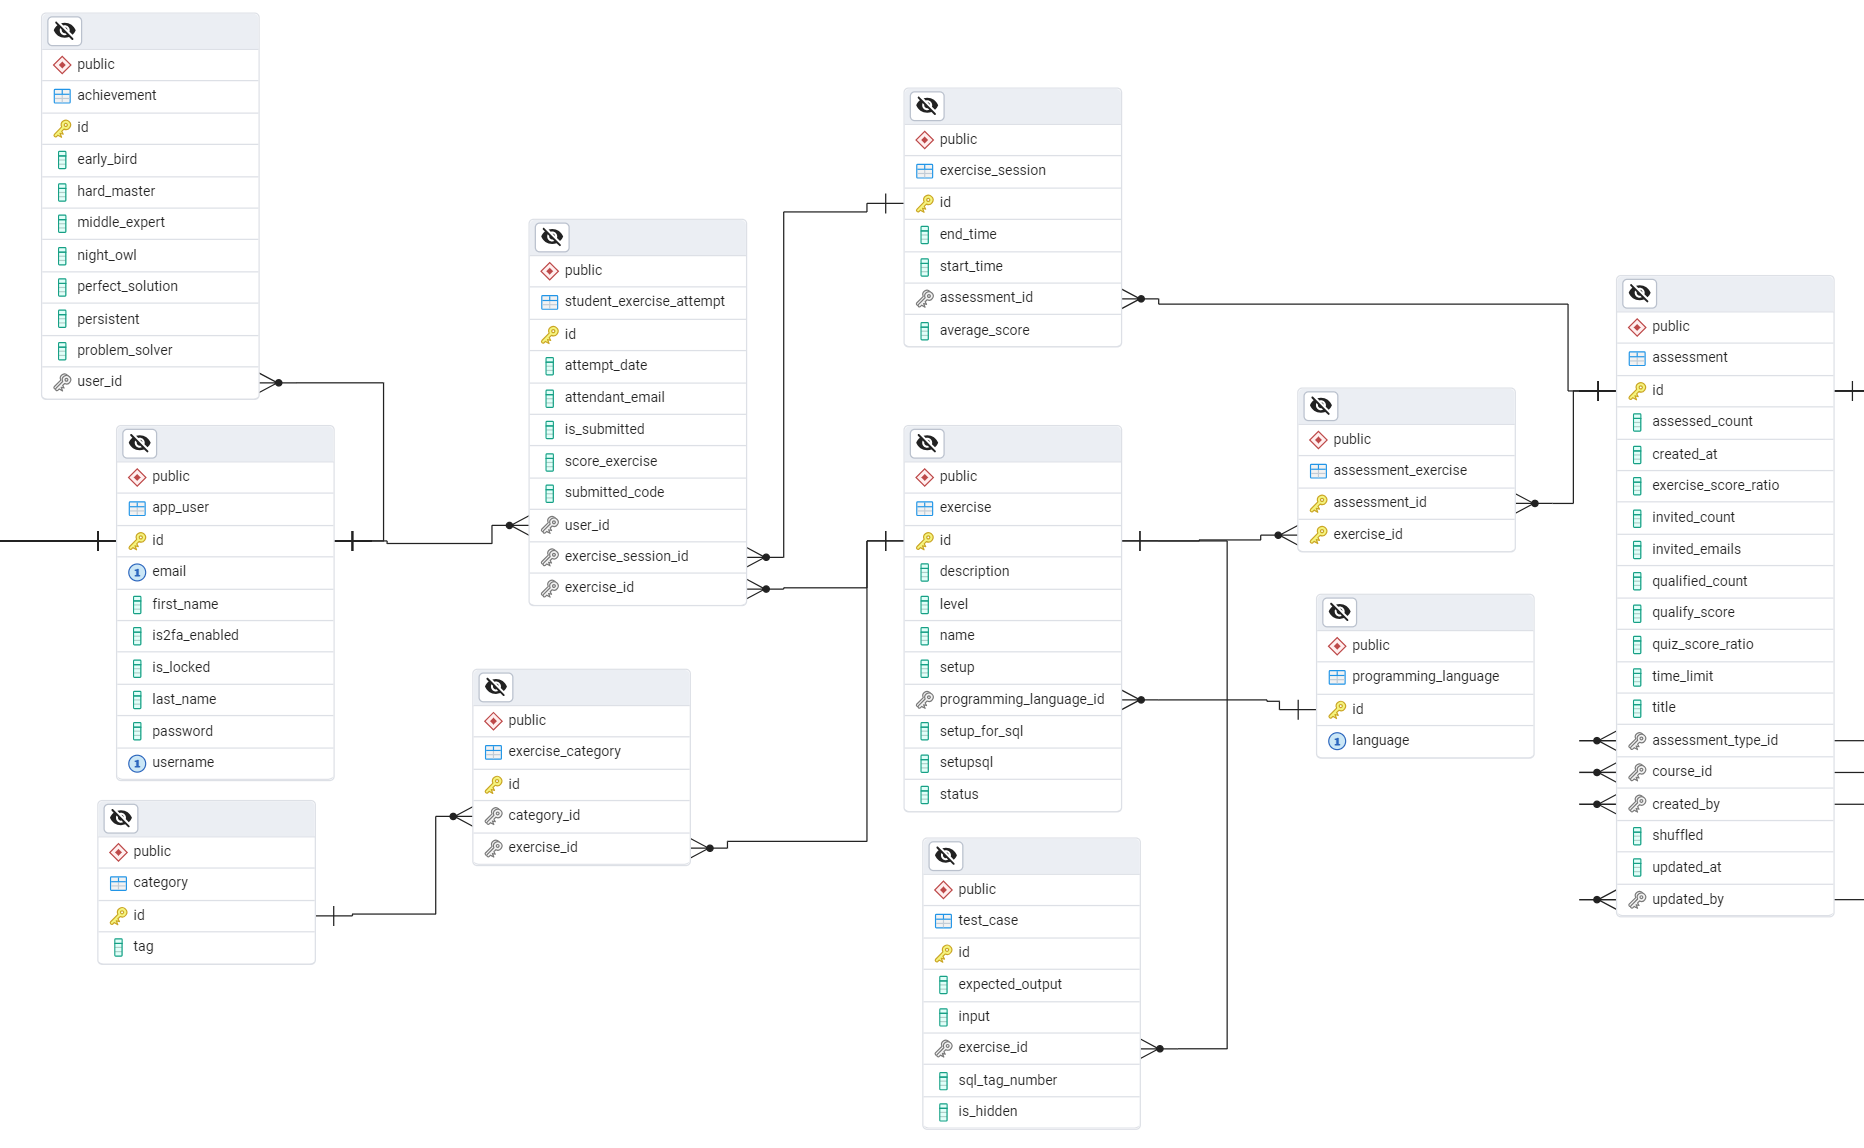 public
achievement
id
early_bird
hard_master
middle_expert
night_owl
perfect_solution
persistent
problem_solver
user_id
public
app_user
id
1 email
first_name
is2fa_enabled
is_locked
last_name
password
1 username
public
category
id
tag
public
student_exercise_attempt
id
attempt_date
attendant_email
is_submitted
score_exercise
submitted_code
user_id
exercise_session_id
exercise_id
public
exercise_category
id
category_id
exercise_id
public
exercise_session
id
end_time
start_time
assessment_id
average_score
public
exercise
id
description
level
name
setup
programming_language_id
setup_for_sql
setupsql
status
public
test_case
id
expected_output
input
exercise_id
sql_tag_number
is_hidden
public
assessment_exercise
assessment_id
exercise_id
public
programming_language
id
1 language
public
assessment
id
assessed_count
created_at
exercise_score_ratio
invited_count
invited_emails
qualified_count
qualify_score
quiz_score_ratio
time_limit
title
assessment_type_id
course_id
created_by
shuffled
updated_at
updated_by